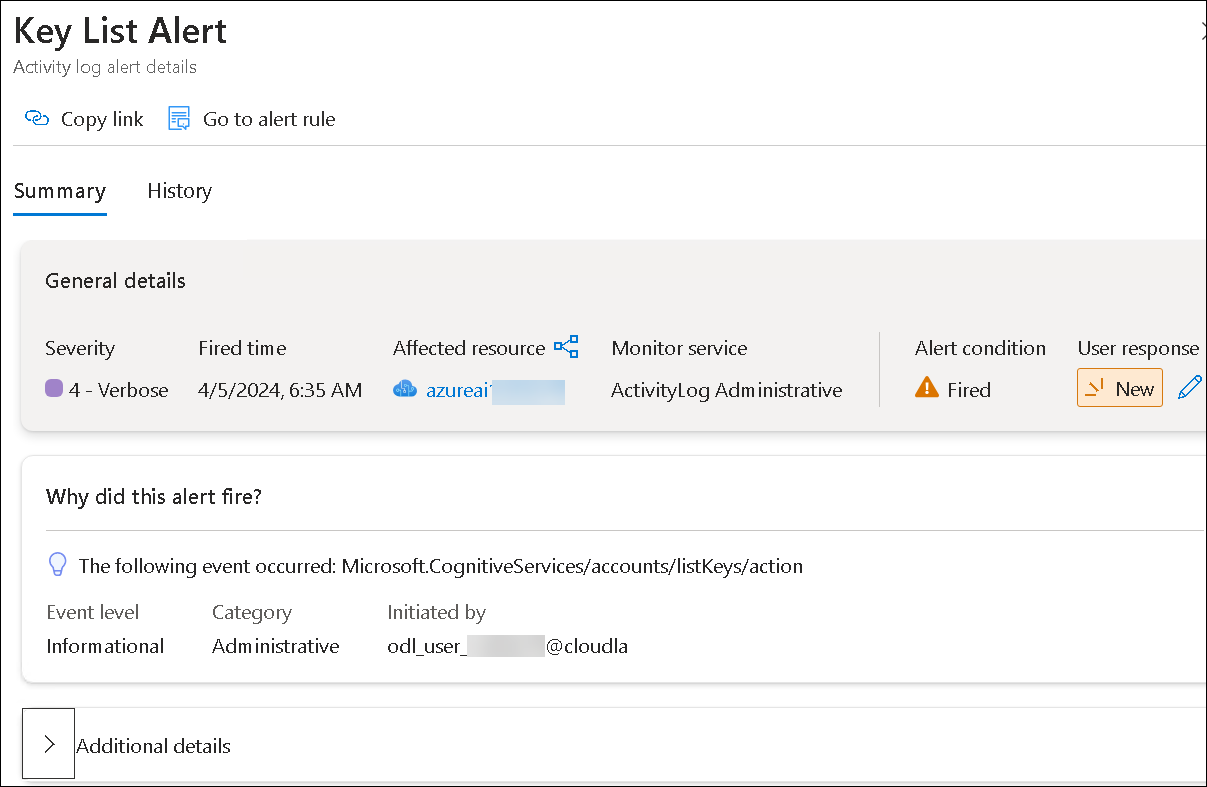 Key List Alert
Activity log alert details
Copy link Go to alert rule
Summary History
General details
Severity Fired time Affected resource Monitor service Alert condition User response
4 - Verbose 4/5/2024, 6:35 AM azureai ActivityLog Administrative Fired New
Why did this alert fire?
The following event occurred: Microsoft.CognitiveServices/accounts/listKeys/action
Event level Category Initiated by
Informational Administrative odl_user_ @cloudla
Additional details